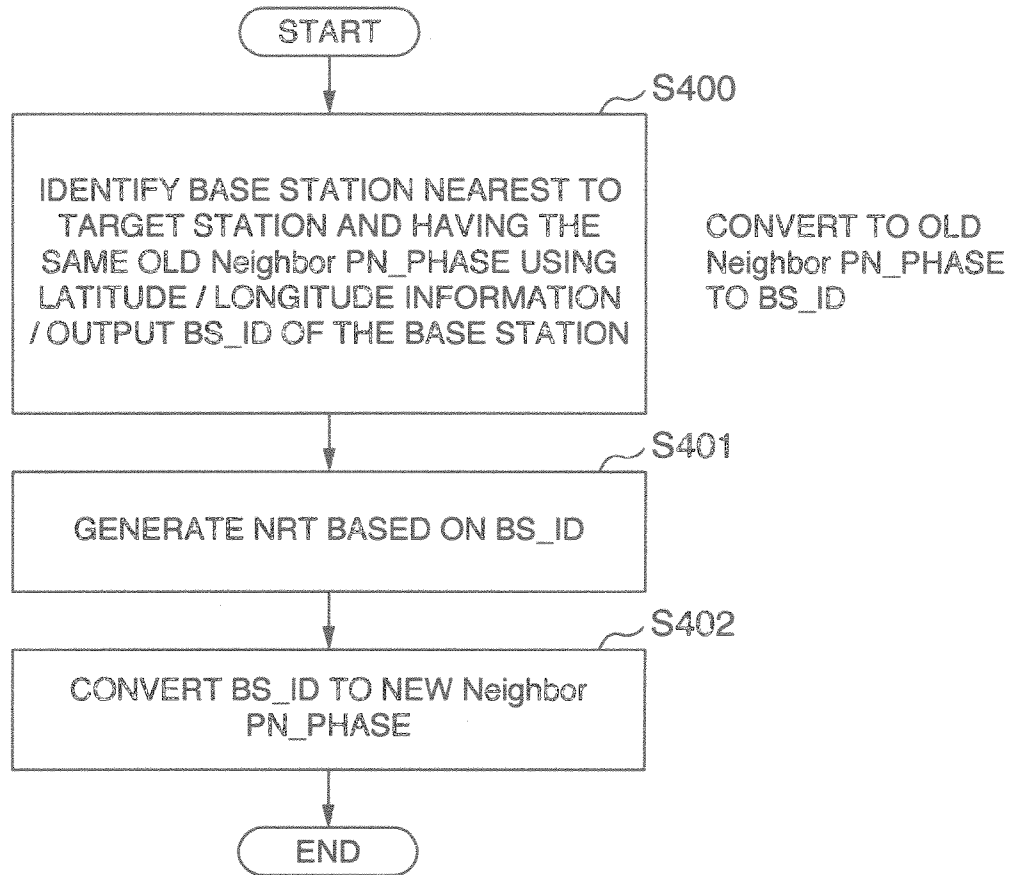 START
S400
IDENTIFY BASE STATION NEAREST TO
TARGET STATION AND HAVING THE
SAME OLD Neighbor PN_PHASE USING
LATITUDE / LONGITUDE INFORMATION
/ OUTPUT BS_ID OF THE BASE STATION
CONVERT TO OLD
Neighbor PN_PHASE
TO BS_ID
S401
GENERATE NRT BASED ON BS_ID
S402
CONVERT BS_ID TO NEW Neighbor
PN_PHASE
END